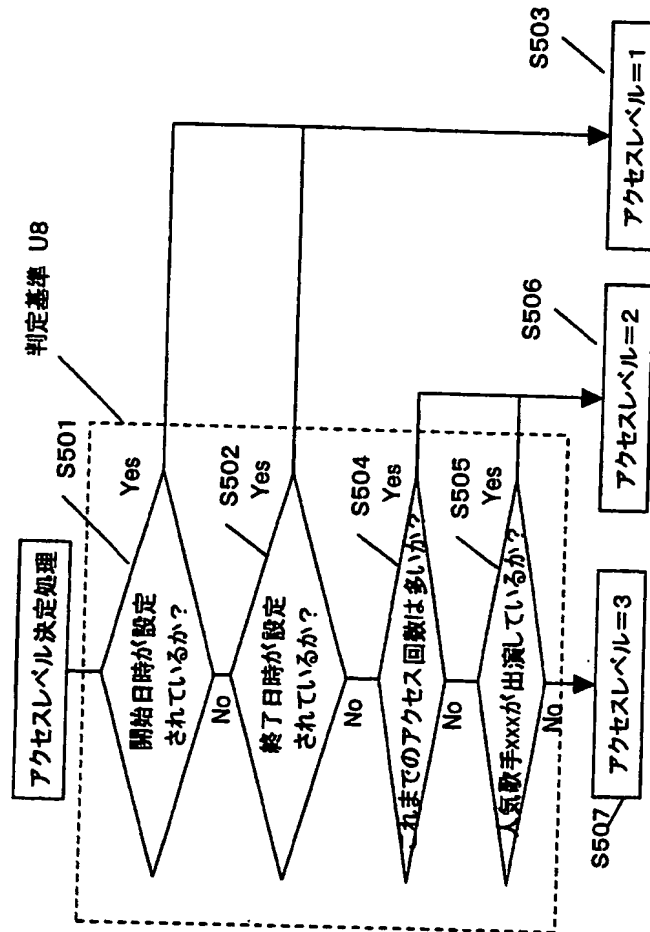 アクセスレベル決定処理
判定基準 U8
S501
開始日時が設定
されているか?
Yes
No
S502
終了日時が設定
されているか?
Yes
No
S504
これまでのアクセス回数は多いか?
Yes
No
S505
人気歌手xxxが出演しているか?
Yes
No
S503
アクセスレベル=1
S506
アクセスレベル=2
S507
アクセスレベル=3